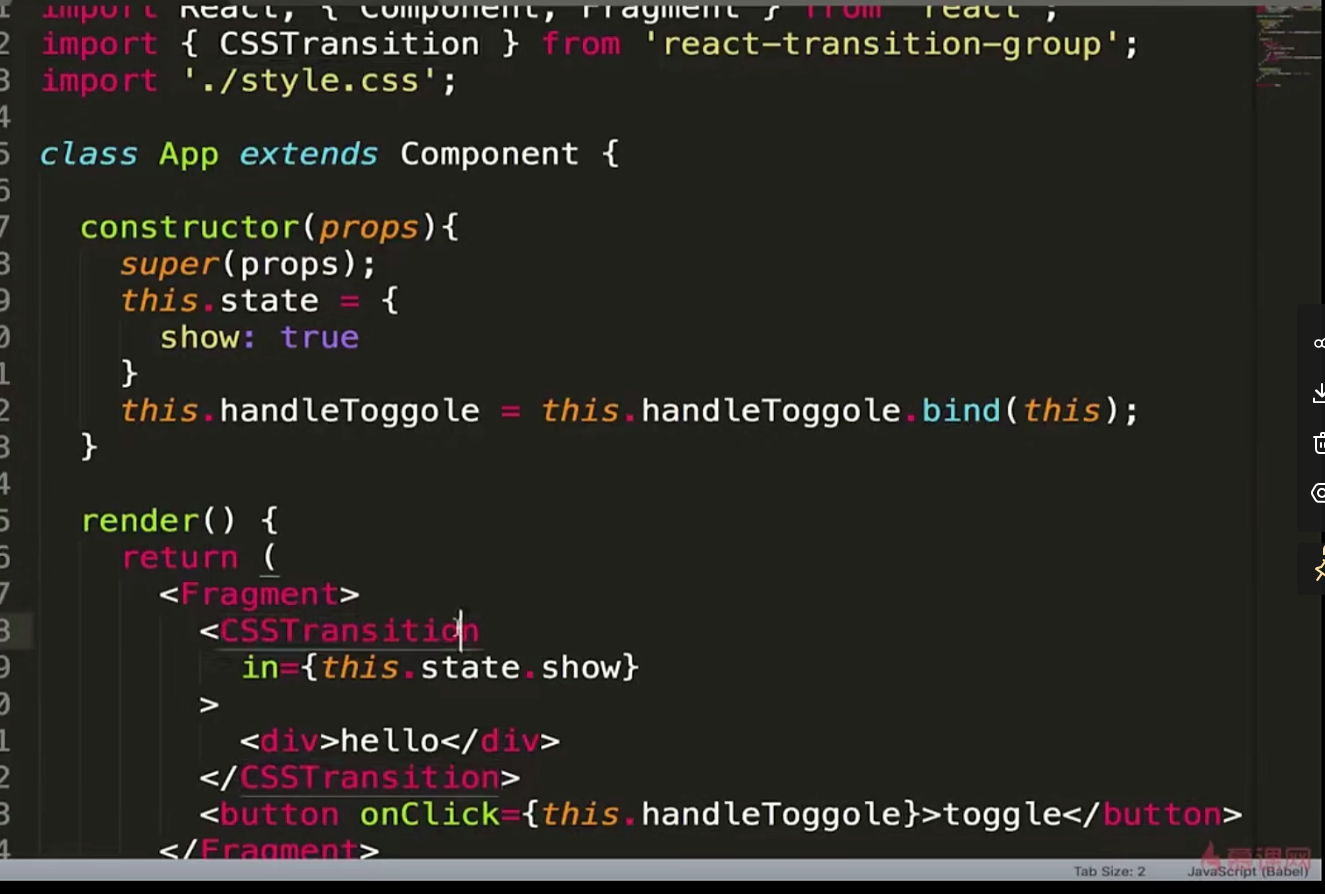 1 import React, { Component, Fragment } from 'react';
2 import { CSSTransition } from 'react-transition-group';
3 import './style.css';
4
5 class App extends Component {
6
7 constructor(props){
8 super(props);
9 this.state = {
0 show: true
1 }
2 this.handleToggole = this.handleToggole.bind(this);
3 }
4
5 render() {
6 return (
7 <Fragment>
8 <CSSTransition
9 in={this.state.show}
0 >
1 <div>hello</div>
2 </CSSTransition>
3 <button onClick={this.handleToggole}>toggle</button>
4 </Fragment>
慕课网
Tab Size: 2 JavaScript (Babel)